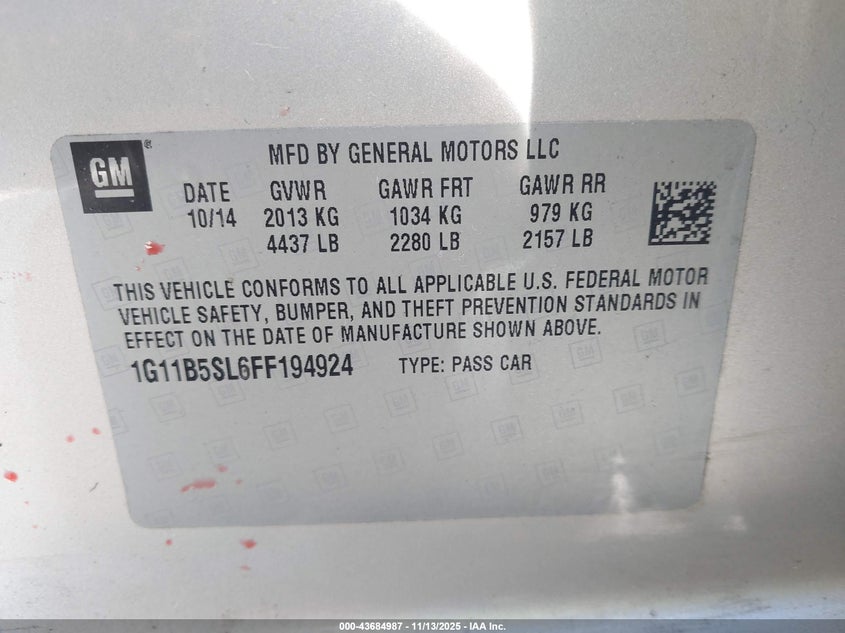 GM
MFD BY GENERAL MOTORS LLC
DATE GVWR GAWR FRT GAWR RR
10/14 2013 KG 1034 KG 979 KG
4437 LB 2280 LB 2157 LB
THIS VEHICLE CONFORMS TO ALL APPLICABLE U.S. FEDERAL MOTOR
VEHICLE SAFETY, BUMPER, AND THEFT PREVENTION STANDARDS IN
EFFECT ON THE DATE OF MANUFACTURE SHOWN ABOVE.
1G11B5SL6FF194924 TYPE: PASS CAR
000-43684987 - 11/13/2025 - IAA Inc.